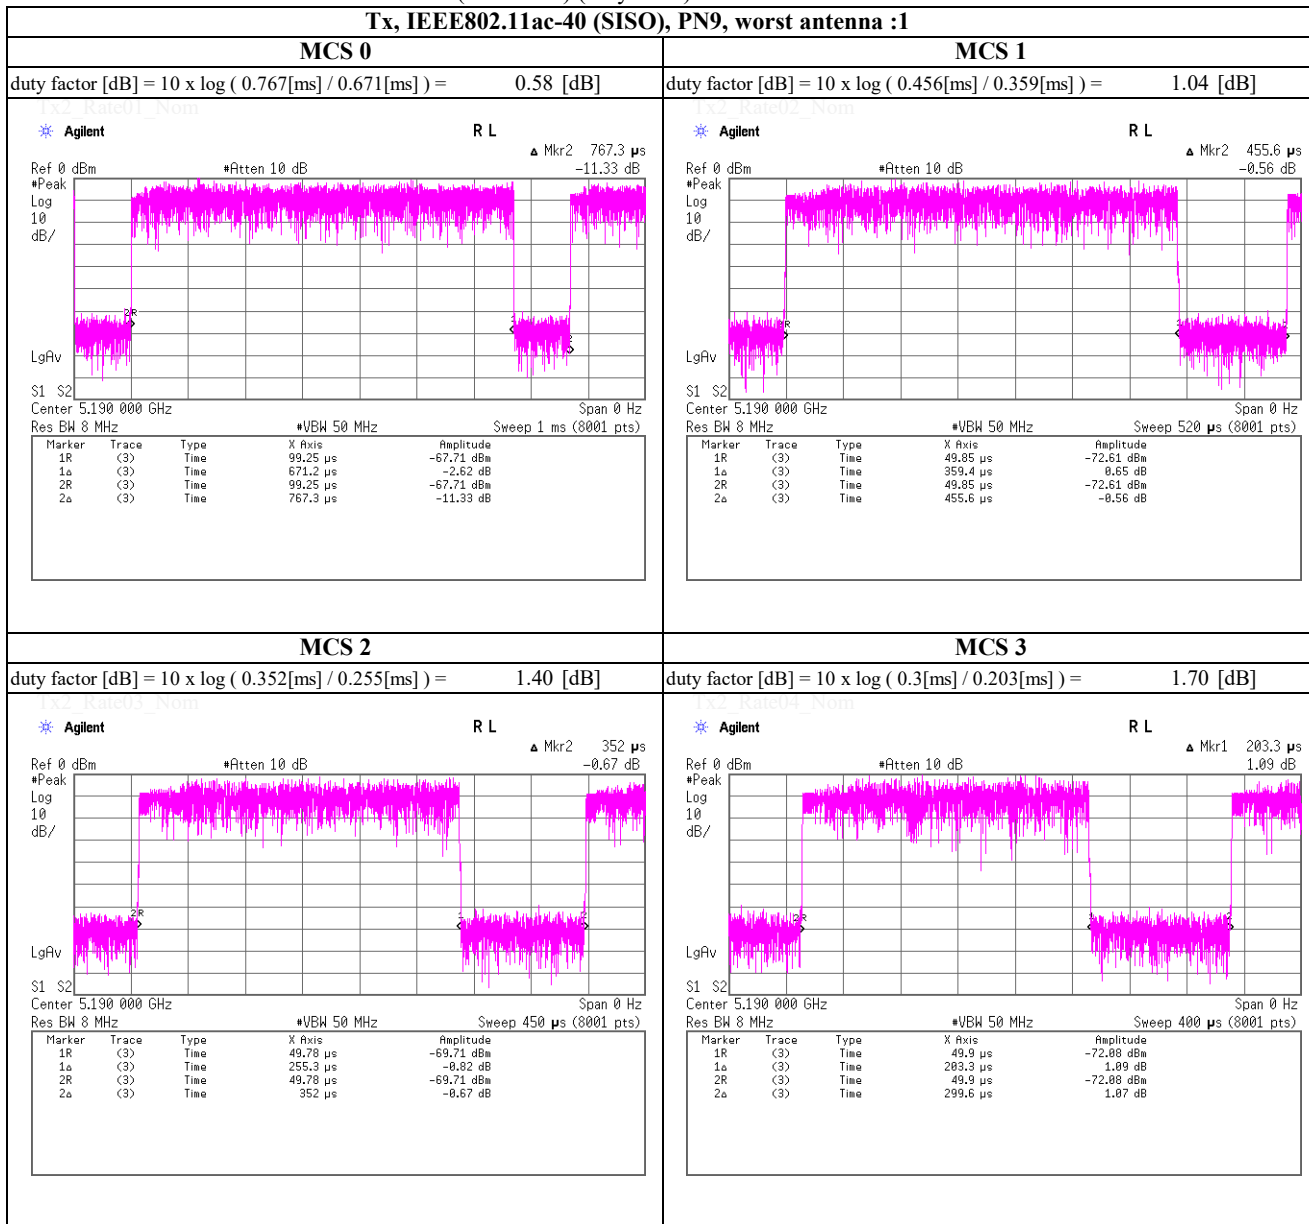 Tx, IEEE802.11ac-40 (SISO), PN9, worst antenna :1
MCS 0
MCS 1
duty factor [dB] = 10 x log ( 0.767[ms] / 0.671[ms] ) = 0.58 [dB]
duty factor [dB] = 10 x log ( 0.456[ms] / 0.359[ms] ) = 1.04 [dB]
Tx2_Rate01_Nom
Agilent R L
Δ Mkr2 767.3 μs
Ref 0 dBm #Atten 10 dB -11.33 dB
#Peak
Log
10
dB/
2R
1
2
LgAv
S1 S2
Center 5.190 000 GHz Span 0 Hz
Res BW 8 MHz #VBW 50 MHz Sweep 1 ms (8001 pts)
Marker Trace Type X Axis Amplitude
1R (3) Time 99.25 μs -67.71 dBm
1Δ (3) Time 671.2 μs -2.62 dB
2R (3) Time 99.25 μs -67.71 dBm
2Δ (3) Time 767.3 μs -11.33 dB
Tx2_Rate02_Nom
Agilent R L
Δ Mkr2 455.6 μs
Ref 0 dBm #Atten 10 dB -0.56 dB
#Peak
Log
10
dB/
LgAv
S1 S2
Center 5.190 000 GHz Span 0 Hz
Res BW 8 MHz #VBW 50 MHz Sweep 520 μs (8001 pts)
Marker Trace Type X Axis Amplitude
1R (3) Time 49.85 μs -72.61 dBm
1Δ (3) Time 359.4 μs 0.65 dB
2R (3) Time 49.85 μs -72.61 dBm
2Δ (3) Time 455.6 μs -0.56 dB
MCS 2
MCS 3
duty factor [dB] = 10 x log ( 0.352[ms] / 0.255[ms] ) = 1.40 [dB]
duty factor [dB] = 10 x log ( 0.3[ms] / 0.203[ms] ) = 1.70 [dB]
Tx2_Rate03_Nom
Agilent R L
Δ Mkr2 352 μs
Ref 0 dBm #Atten 10 dB -0.67 dB
#Peak
Log
10
dB/
2R
LgAv
S1 S2
Center 5.190 000 GHz Span 0 Hz
Res BW 8 MHz #VBW 50 MHz Sweep 450 μs (8001 pts)
Marker Trace Type X Axis Amplitude
1R (3) Time 49.78 μs -69.71 dBm
1Δ (3) Time 255.3 μs -0.82 dB
2R (3) Time 49.78 μs -69.71 dBm
2Δ (3) Time 352 μs -0.67 dB
Tx2_Rate04_Nom
Agilent R L
Δ Mkr1 203.3 μs
Ref 0 dBm #Atten 10 dB 1.09 dB
#Peak
Log
10
dB/
2R
LgAv
S1 S2
Center 5.190 000 GHz Span 0 Hz
Res BW 8 MHz #VBW 50 MHz Sweep 400 μs (8001 pts)
Marker Trace Type X Axis Amplitude
1R (3) Time 49.9 μs -72.08 dBm
1Δ (3) Time 203.3 μs 1.09 dB
2R (3) Time 49.9 μs -72.08 dBm
2Δ (3) Time 299.6 μs 1.07 dB